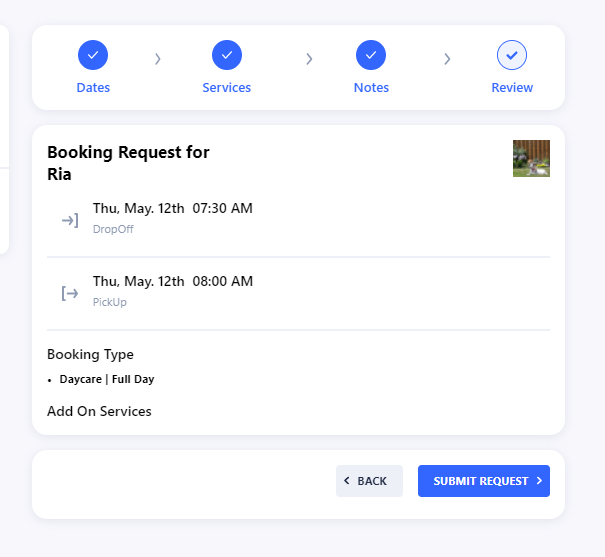 Dates
Services
Notes
Review
Booking Request for
Ria
Thu, May. 12th 07:30 AM
DropOff
Thu, May. 12th 08:00 AM
PickUp
Booking Type
• Daycare | Full Day
Add On Services
BACK
SUBMIT REQUEST